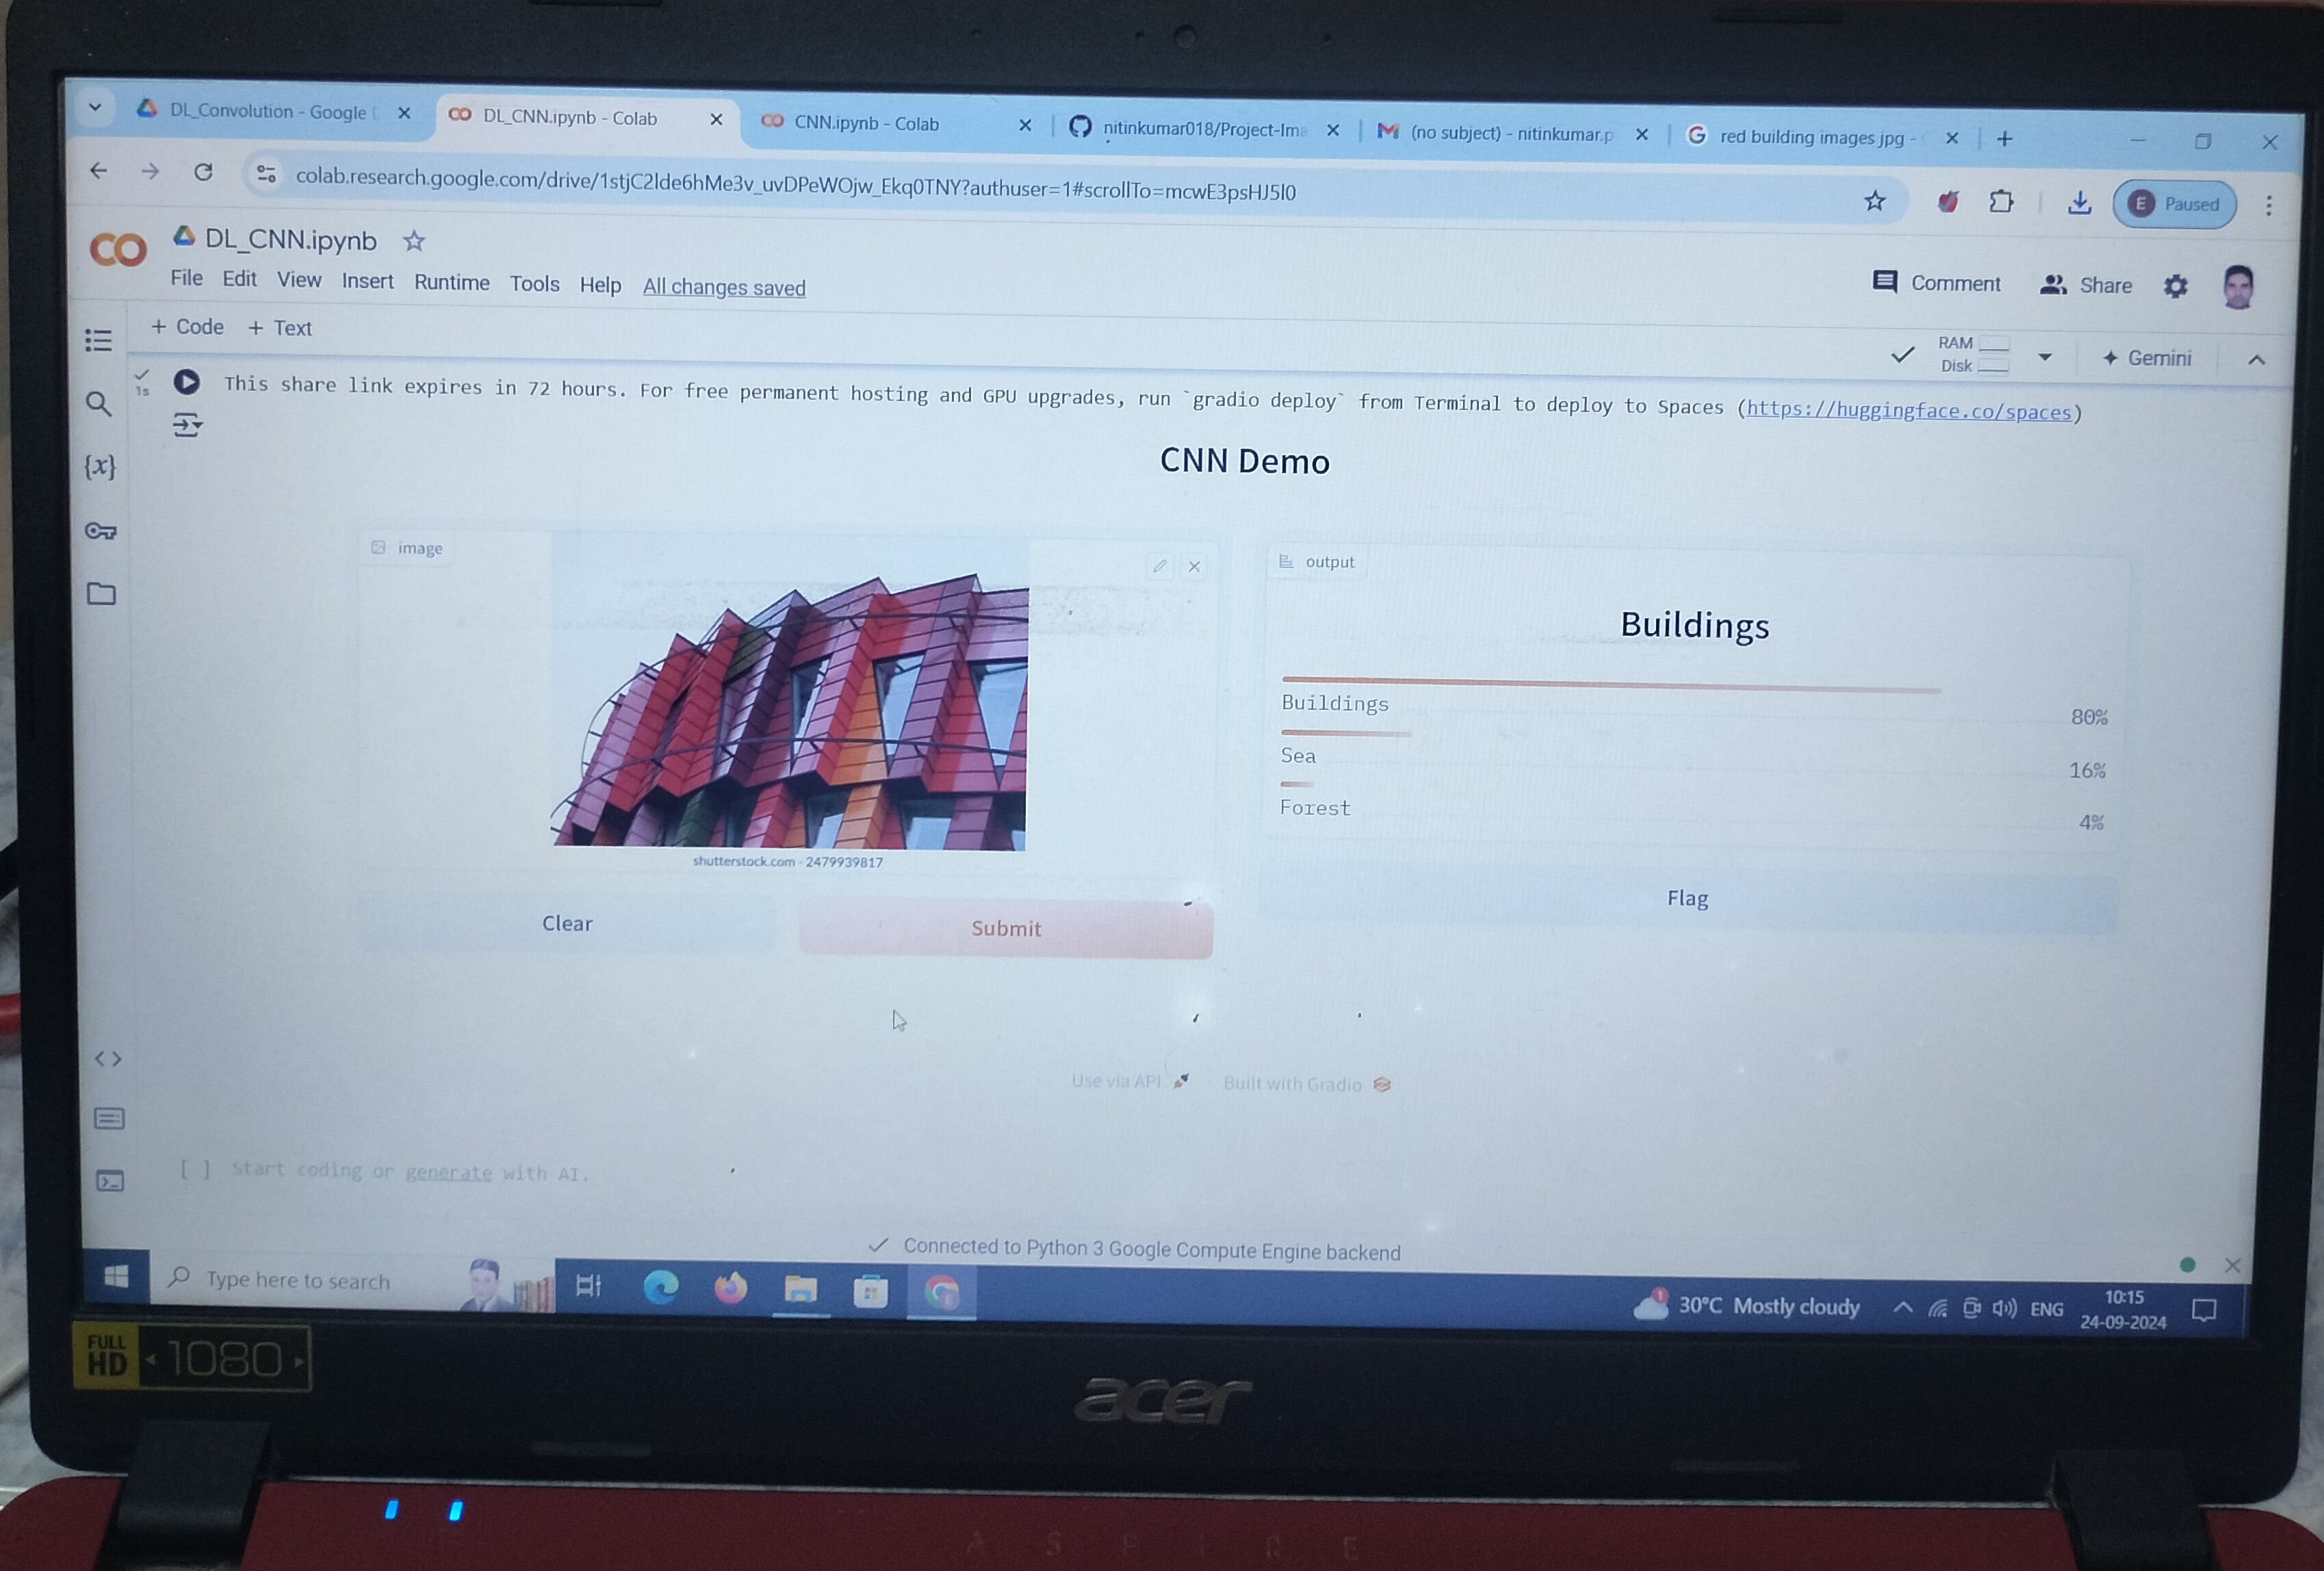 DL_Convolution - Google
DL_CNN.ipynb - Colab
CNN.ipynb - Colab
nitinkumar018/Project-Ima
(no subject) - nitinkumar.p
red building images jpg -
colab.research.google.com/drive/1stjC2lde6hMe3v_uvDPeWOjw_Ekq0TNY?authuser=1#scrollTo=mcwE3psHJ5l0
E Paused
CO
DL_CNN.ipynb
File Edit View Insert Runtime Tools Help All changes saved
Comment
Share
+ Code + Text
RAM
Disk
Gemini
1s
This share link expires in 72 hours. For free permanent hosting and GPU upgrades, run `gradio deploy` from Terminal to deploy to Spaces (https://huggingface.co/spaces)
{x}
CNN Demo
image
shutterstock.com · 2479939817
Clear
Submit
output
Buildings
Buildings 80%
Sea 16%
Forest 4%
Flag
Use via API
·
Built with Gradio
[ ] Start coding or generate with AI.
Connected to Python 3 Google Compute Engine backend
Type here to search
1
30°C Mostly cloudy
ENG
10:15
24-09-2024
FULL
HD
1080
acer
ASPIRE